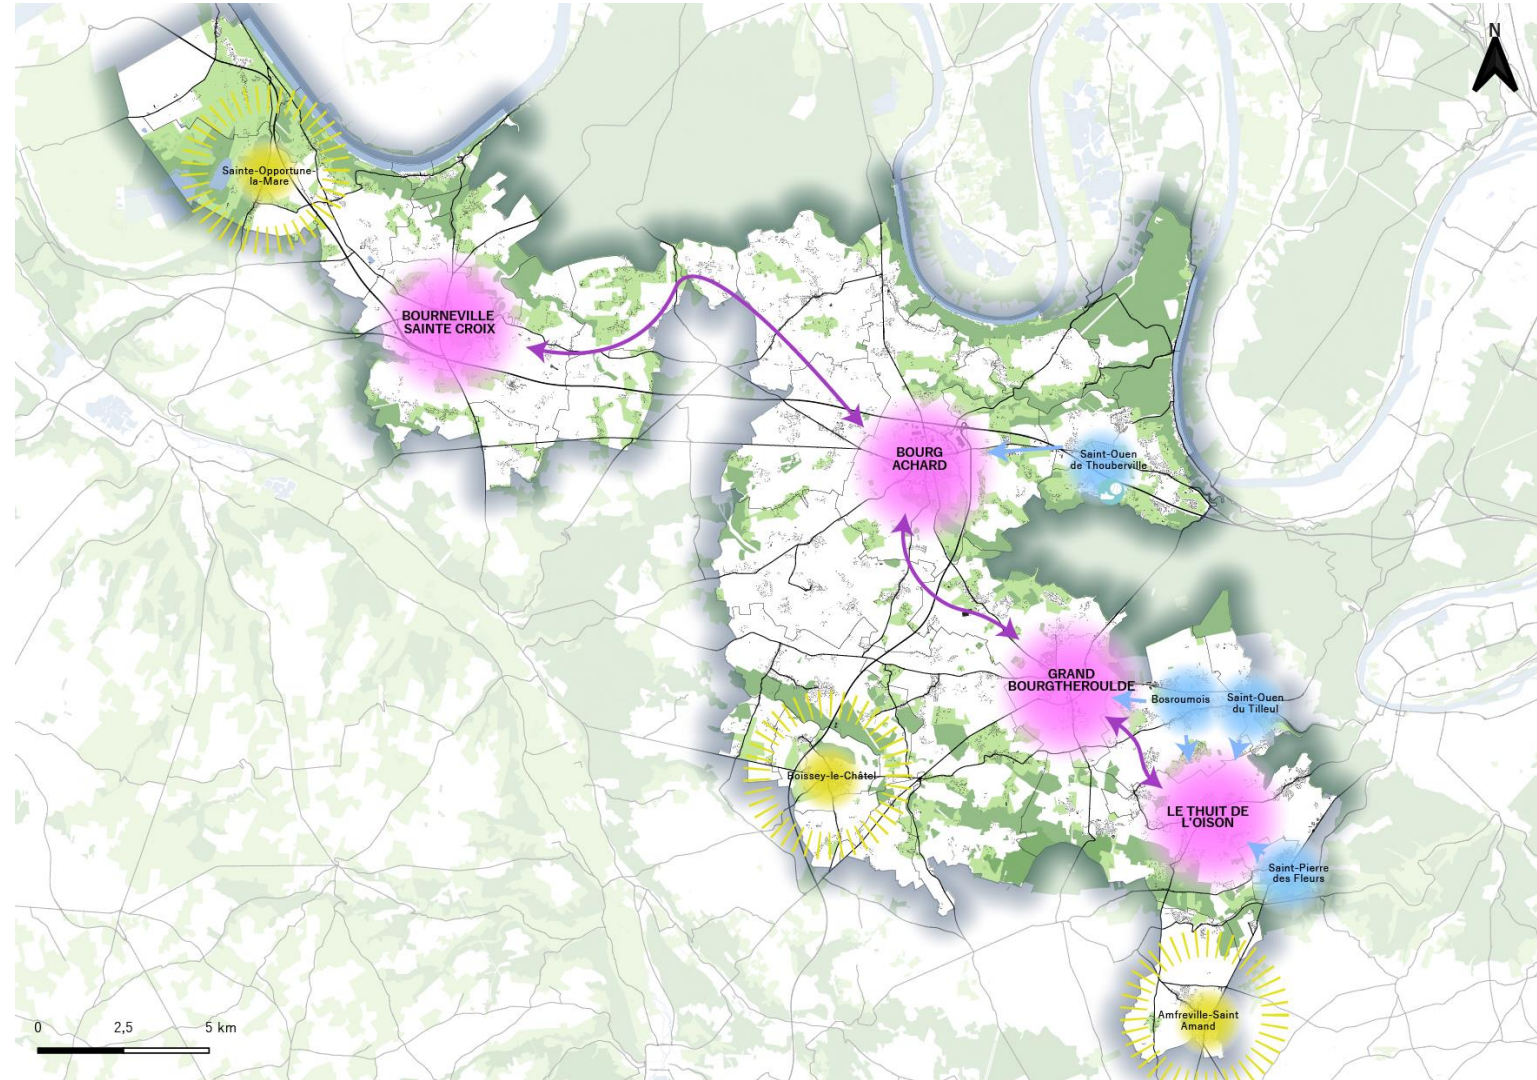 N
Sainte-Opportune-
la-Mare
BOURNEVILLE
SAINTE CROIX
BOURG
ACHARD
Saint-Ouen
de Thouberville
GRAND
BOURGTHEROULDE
Bosroumois
Saint-Ouen
du Tilleul
Boissey-le-Châtel
LE THUIT DE
L'OISON
Saint-Pierre
des Fleurs
Amfreville-Saint
Amand
0 2,5 5 km